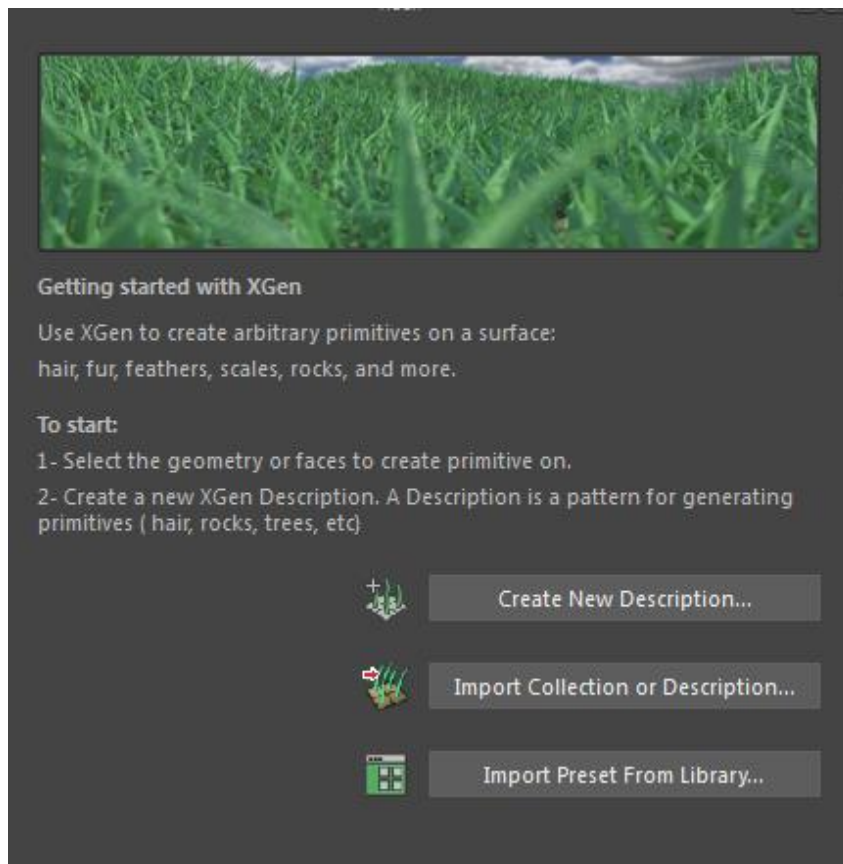 Getting started with XGen
Use XGen to create arbitrary primitives on a surface:
hair, fur, feathers, scales, rocks, and more.
To start:
1- Select the geometry or faces to create primitive on.
2- Create a new XGen Description. A Description is a pattern for generating
primitives ( hair, rocks, trees, etc)
Create New Description...
Import Collection or Description...
Import Preset From Library...